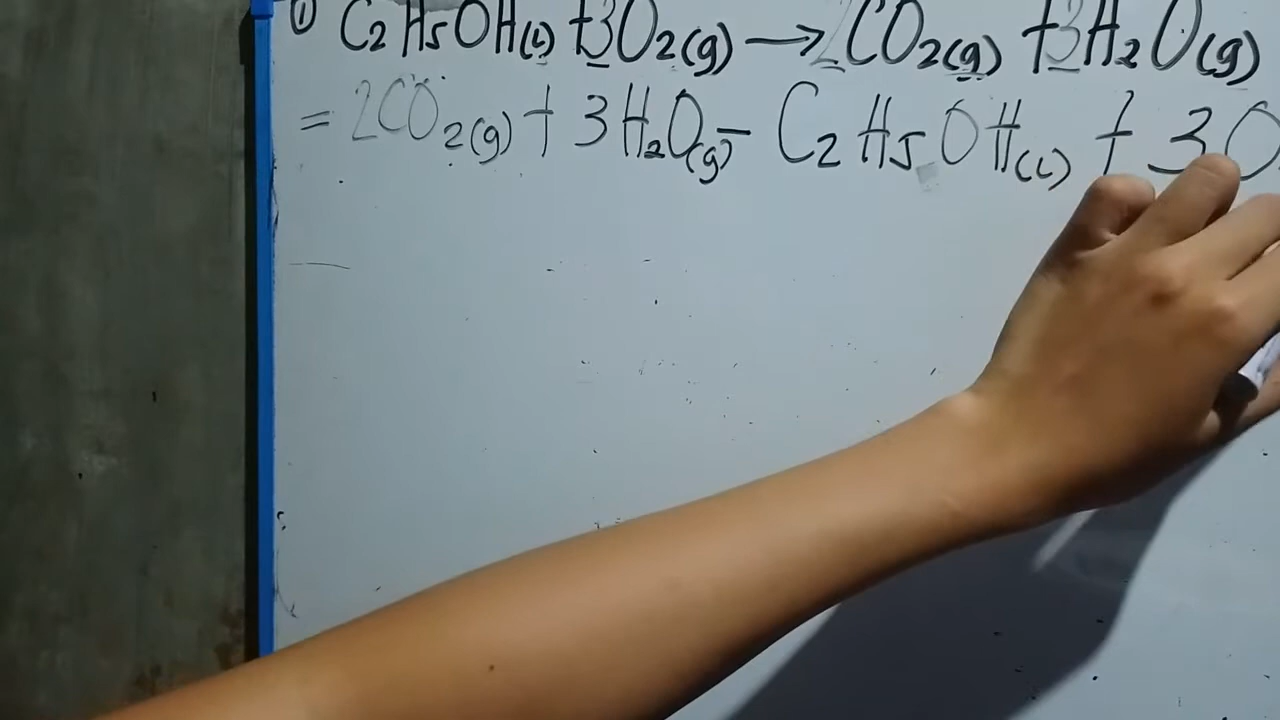 ① C₂H₅OH(l) + 3O₂(g) → 2CO₂(g) + 3H₂O(g)
= 2CO₂(g) + 3H₂O(g) - C₂H₅OH(l) + 3O